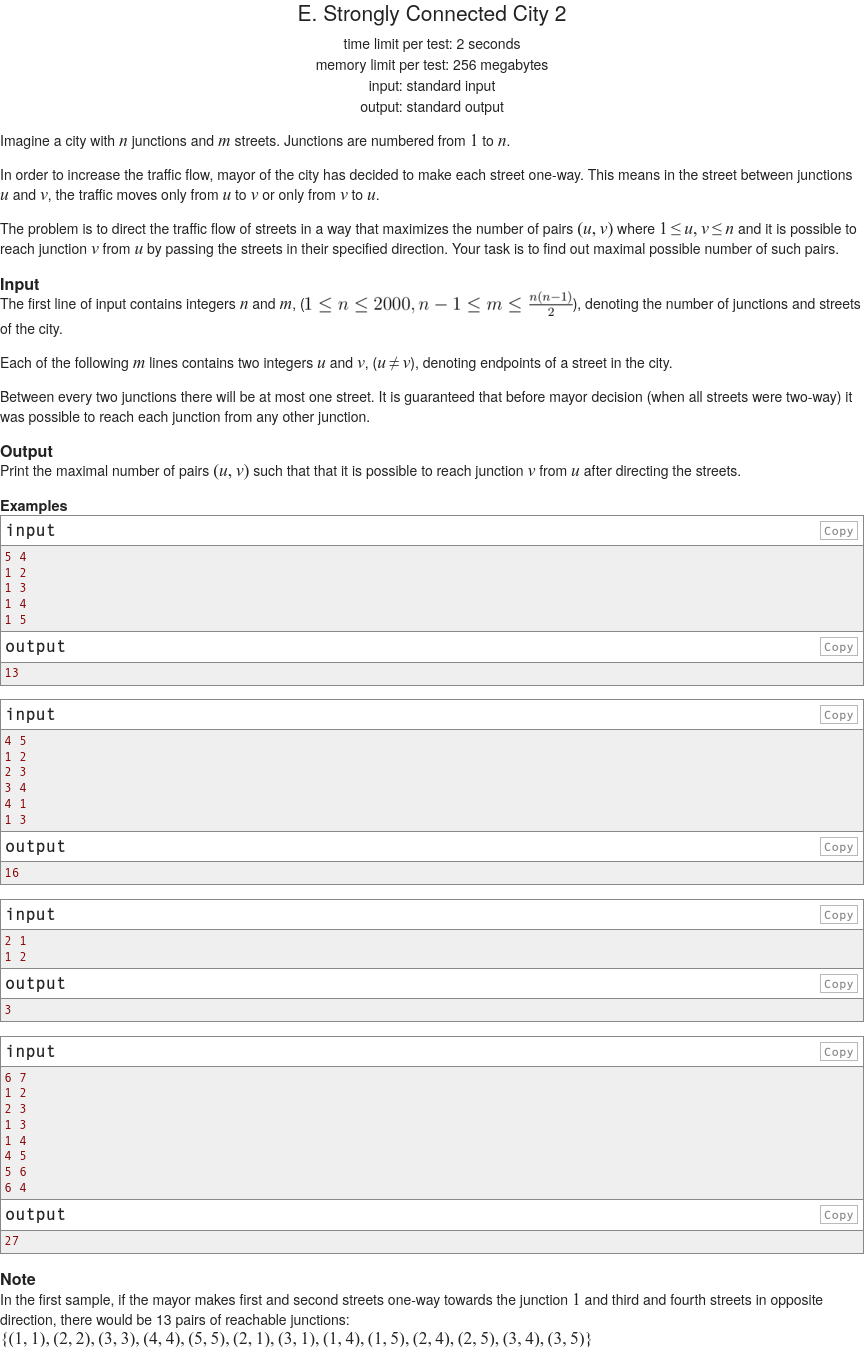 E. Strongly Connected City 2
time limit per test: 2 seconds
memory limit per test: 256 megabytes
input: standard input
output: standard output
Imagine a city with n junctions and m streets. Junctions are numbered from 1 to n.
In order to increase the traffic flow, mayor of the city has decided to make each street one-way. This means in the street between junctions
u and v, the traffic moves only from u to v or only from v to u.
The problem is to direct the traffic flow of streets in a way that maximizes the number of pairs (u, v) where 1 ≤ u, v ≤ n and it is possible to
reach junction v from u by passing the streets in their specified direction. Your task is to find out maximal possible number of such pairs.
Input
The first line of input contains integers n and m, (1 ≤ n ≤ 2000, n − 1 ≤ m ≤ n(n−1)/2), denoting the number of junctions and streets
of the city.
Each of the following m lines contains two integers u and v, (u ≠ v), denoting endpoints of a street in the city.
Between every two junctions there will be at most one street. It is guaranteed that before mayor decision (when all streets were two-way) it
was possible to reach each junction from any other junction.
Output
Print the maximal number of pairs (u, v) such that that it is possible to reach junction v from u after directing the streets.
Examples
input Copy
5 4
1 2
1 3
1 4
1 5
output Copy
13
input Copy
4 5
1 2
2 3
3 4
4 1
1 3
output Copy
16
input Copy
2 1
1 2
output Copy
3
input Copy
6 7
1 2
2 3
1 3
1 4
4 5
5 6
6 4
output Copy
27
Note
In the first sample, if the mayor makes first and second streets one-way towards the junction 1 and third and fourth streets in opposite
direction, there would be 13 pairs of reachable junctions:
{(1, 1), (2, 2), (3, 3), (4, 4), (5, 5), (2, 1), (3, 1), (1, 4), (1, 5), (2, 4), (2, 5), (3, 4), (3, 5)}